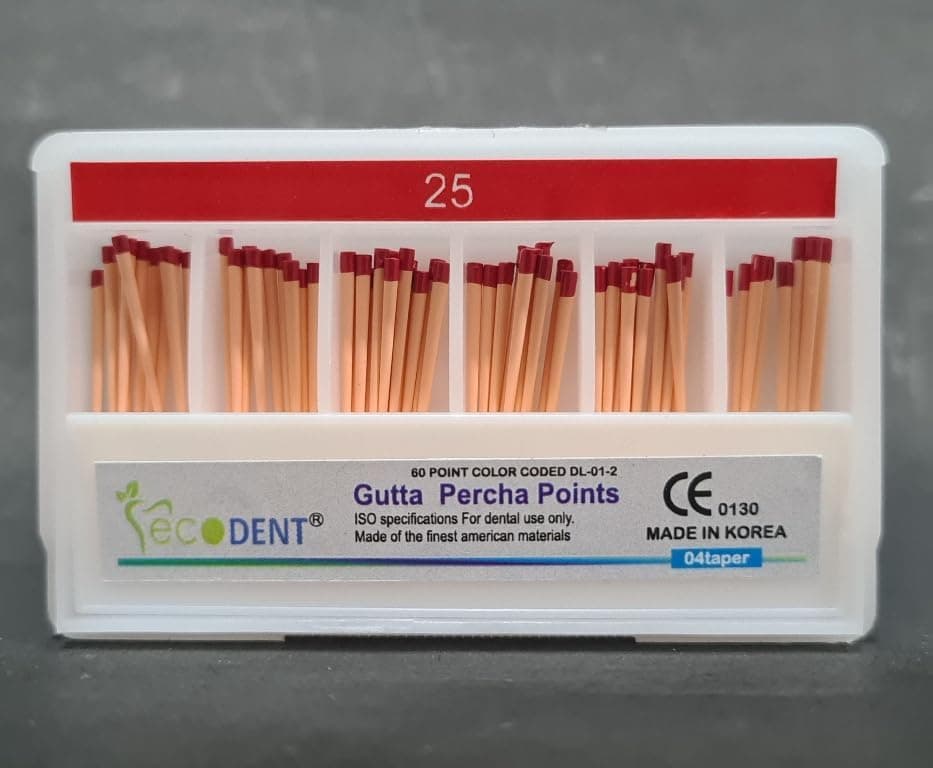 25
60 POINT COLOR CODED DL-01-2
Gutta Percha Points
ecoDENT®
ISO specifications For dental use only.
Made of the finest american materials
CE 0130
MADE IN KOREA
04taper